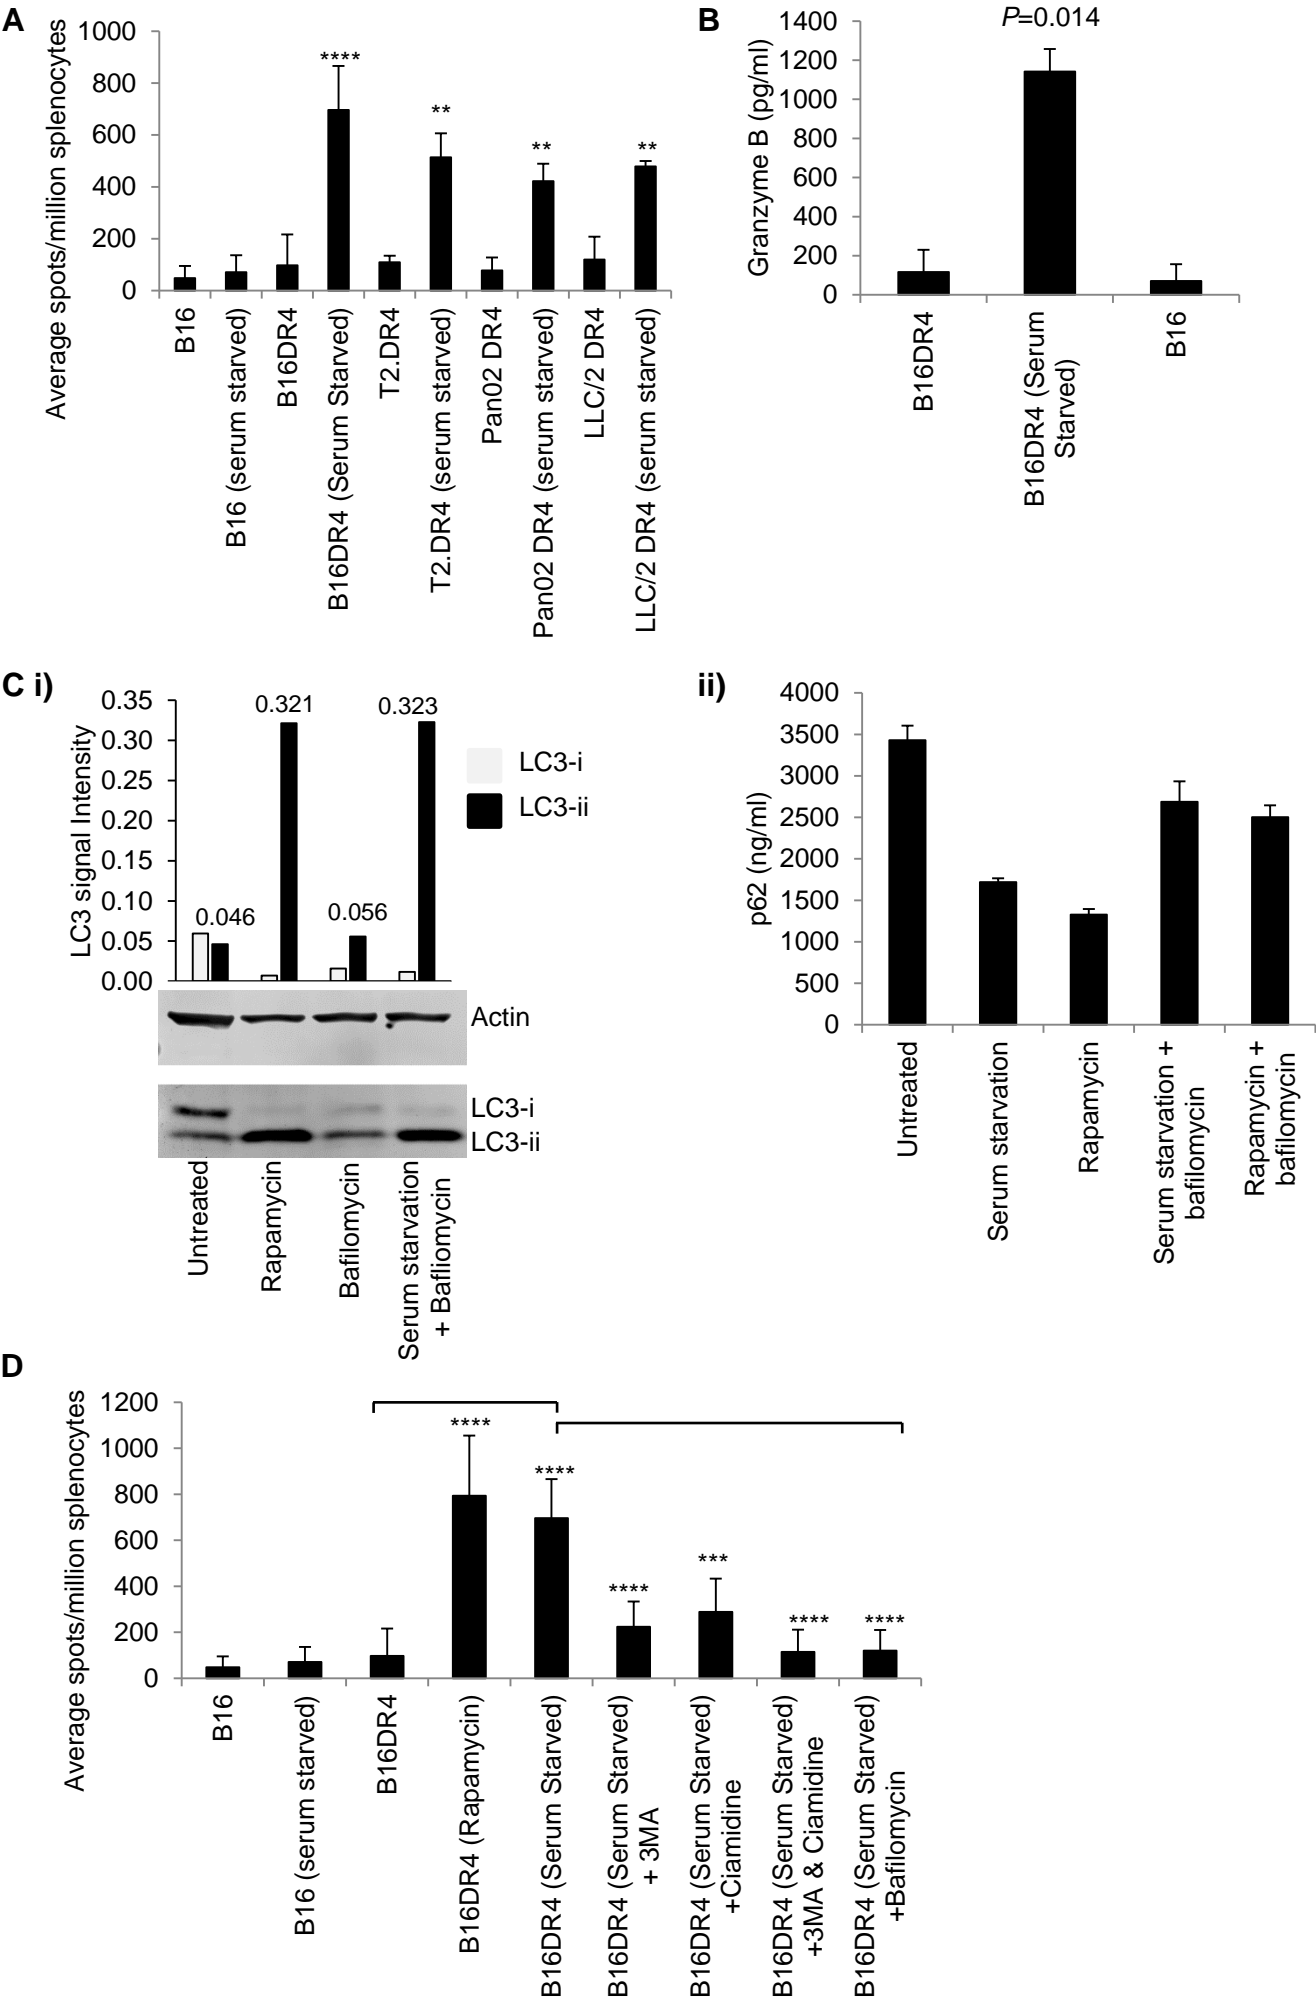 A
Average spots/million splenocytes
1000
800
600
400
200
0
****
**
**
**
B16
B16 (serum starved)
B16DR4
B16DR4 (Serum Starved)
T2.DR4
T2.DR4 (serum starved)
Pan02 DR4
Pan02 DR4 (serum starved)
LLC/2 DR4
LLC/2 DR4 (serum starved)
B
P=0.014
Granzyme B (pg/ml)
1400
1200
1000
800
600
400
200
0
B16DR4
B16DR4 (Serum
Starved)
B16
C i)
LC3 signal Intensity
0.35
0.30
0.25
0.20
0.15
0.10
0.05
0.00
0.046
0.321
0.056
0.323
LC3-i
LC3-ii
Actin
LC3-i
LC3-ii
Untreated
Rapamycin
Bafilomycin
Serum starvation
+ Bafliomycin
ii)
p62 (ng/ml)
4000
3500
3000
2500
2000
1500
1000
500
0
Untreated
Serum starvation
Rapamycin
Serum starvation +
bafilomycin
Rapamycin +
bafilomycin
D
Average spots/million splenocytes
1200
1000
800
600
400
200
0
****
****
****
***
****
****
B16
B16 (serum starved)
B16DR4
B16DR4 (Rapamycin)
B16DR4 (Serum Starved)
B16DR4 (Serum Starved)
+ 3MA
B16DR4 (Serum Starved)
+Ciamidine
B16DR4 (Serum Starved)
+3MA & Ciamidine
B16DR4 (Serum Starved)
+Bafilomycin